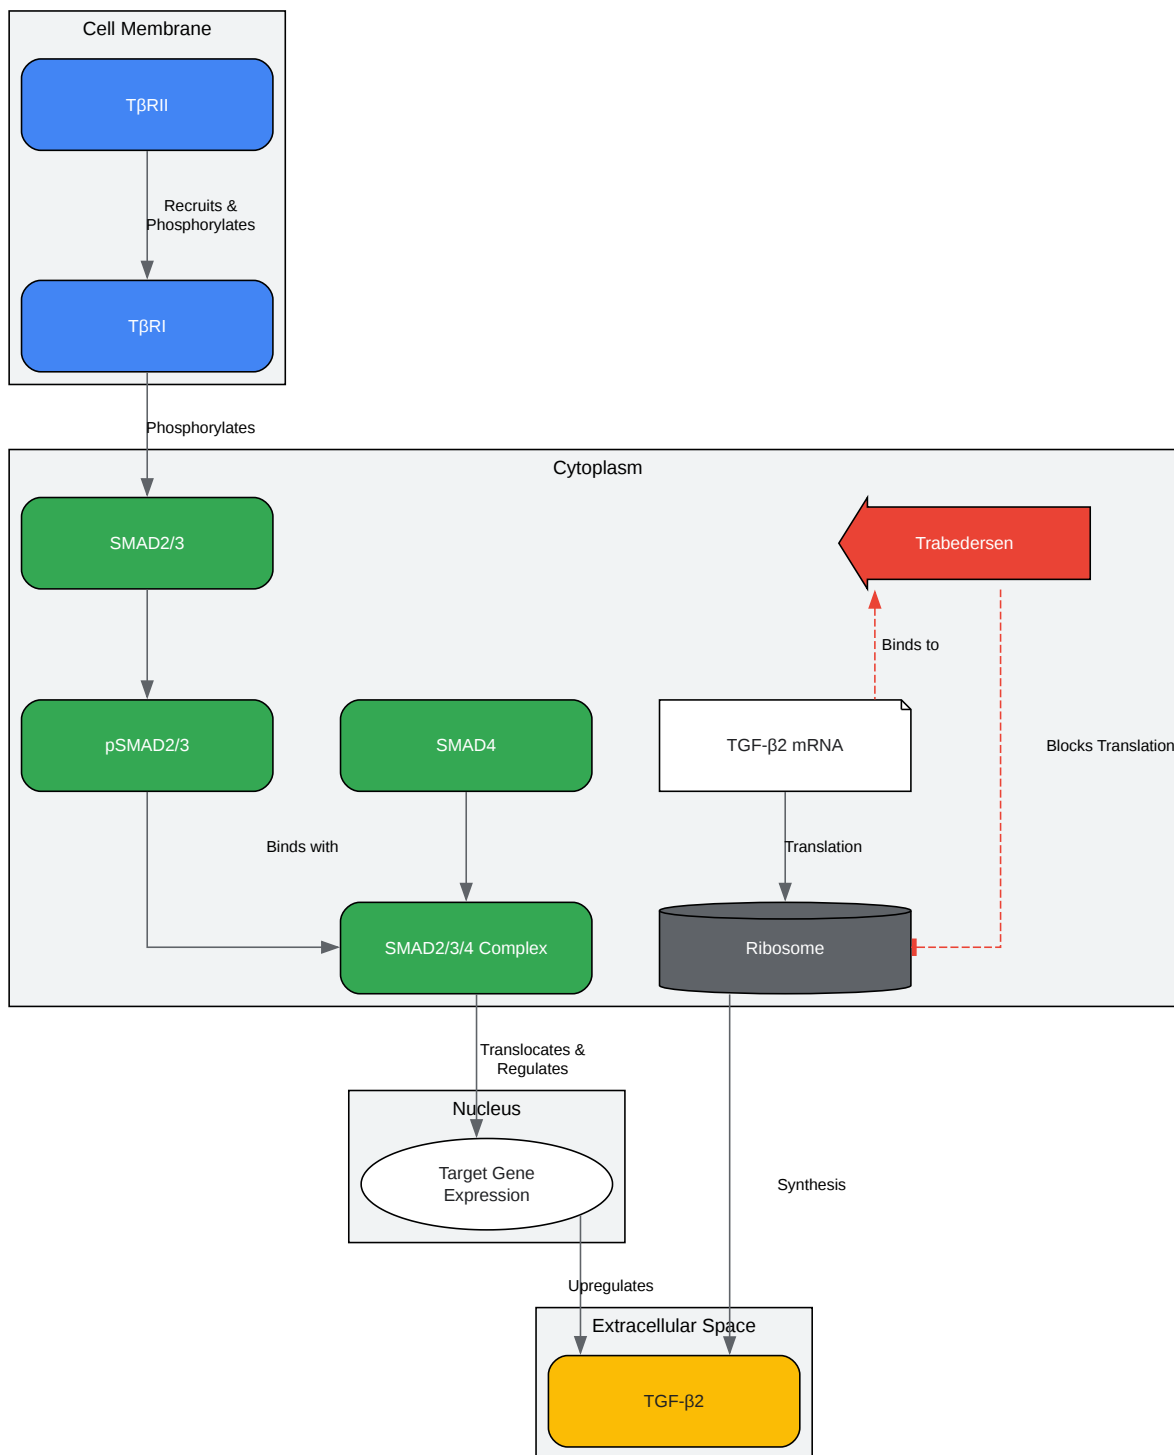 Cell Membrane
TβRII
Recruits &
Phosphorylates
TβRI
Phosphorylates
Cytoplasm
SMAD2/3
Trabedersen
Binds to
pSMAD2/3
SMAD4
TGF-β2 mRNA
Blocks Translation
Binds with
Translation
SMAD2/3/4 Complex
Ribosome
Translocates &
Regulates
Nucleus
Target Gene
Expression
Synthesis
Upregulates
Extracellular Space
TGF-β2